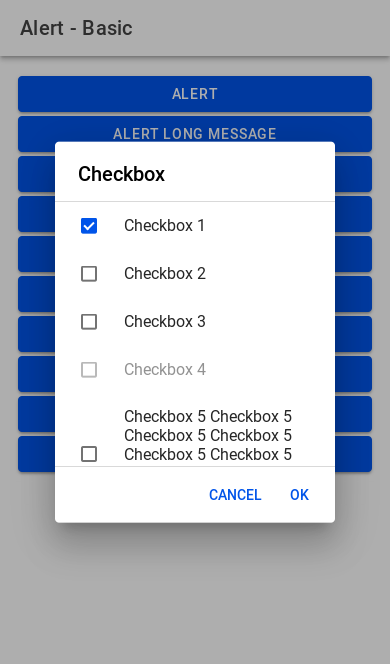 Alert - Basic
ALERT
ALERT LONG MESSAGE
Checkbox
Checkbox 1
Checkbox 2
Checkbox 3
Checkbox 4
Checkbox 5 Checkbox 5
Checkbox 5 Checkbox 5
Checkbox 5 Checkbox 5
CANCEL OK